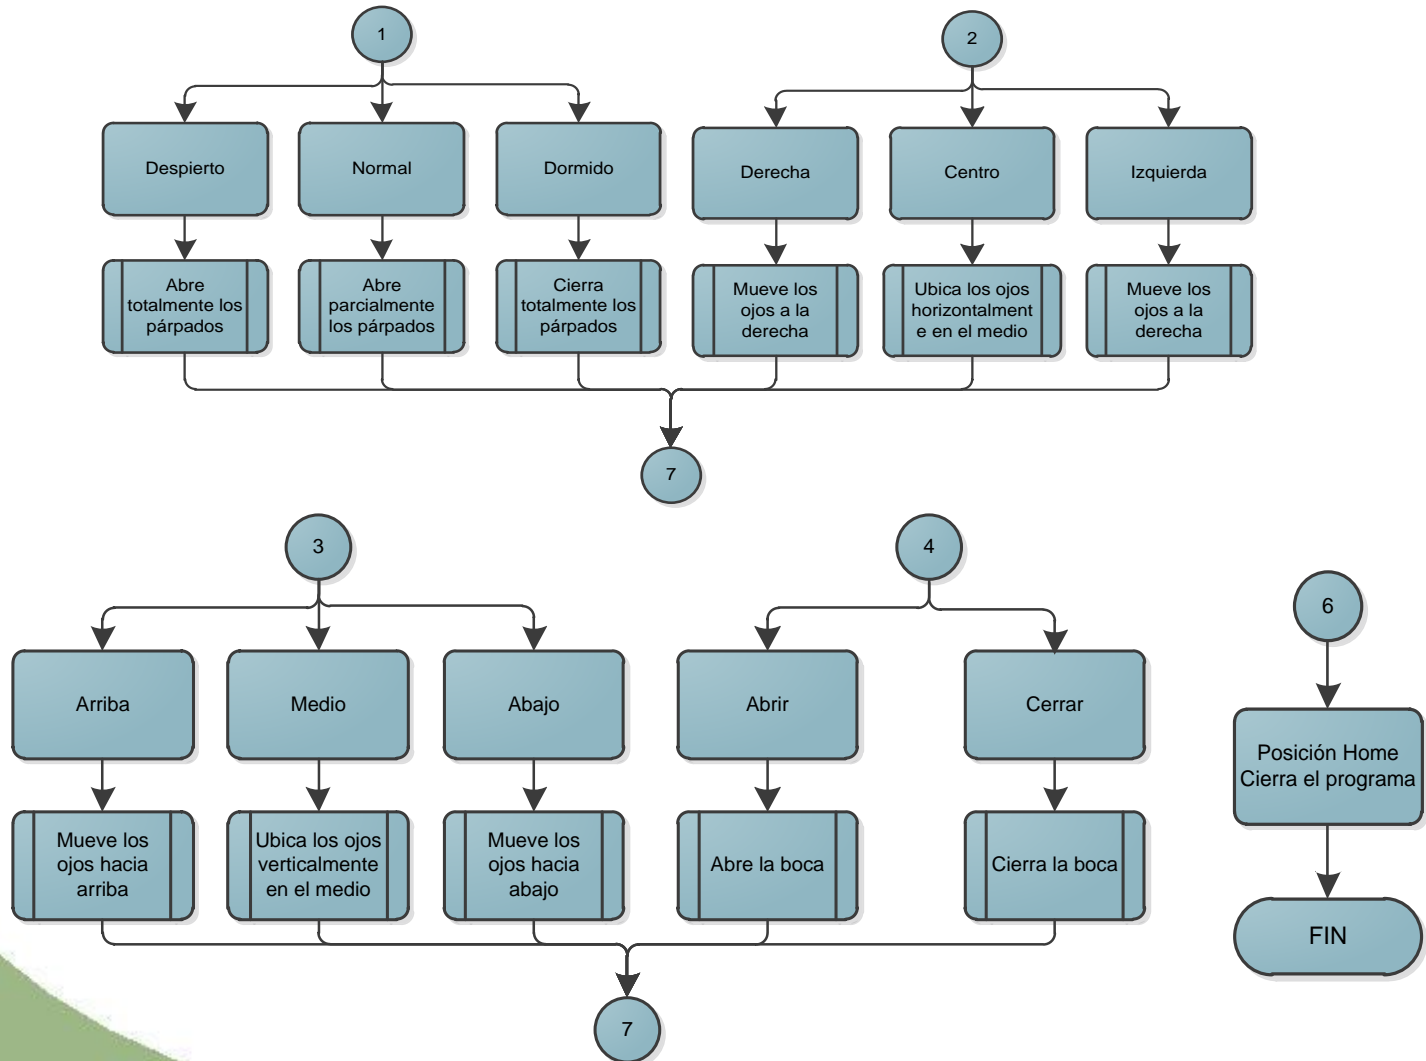 1
2
Despierto
Normal
Dormido
Derecha
Centro
Izquierda
Abre
totalmente los
párpados
Abre
parcialmente
los párpados
Cierra
totalmente los
párpados
Mueve los
ojos a la
derecha
Ubica los ojos
horizontalment
e en el medio
Mueve los
ojos a la
derecha
7
3
4
6
Arriba
Medio
Abajo
Abrir
Cerrar
Posición Home
Cierra el programa
Mueve los
ojos hacia
arriba
Ubica los ojos
verticalmente
en el medio
Mueve los
ojos hacia
abajo
Abre la boca
Cierra la boca
FIN
7